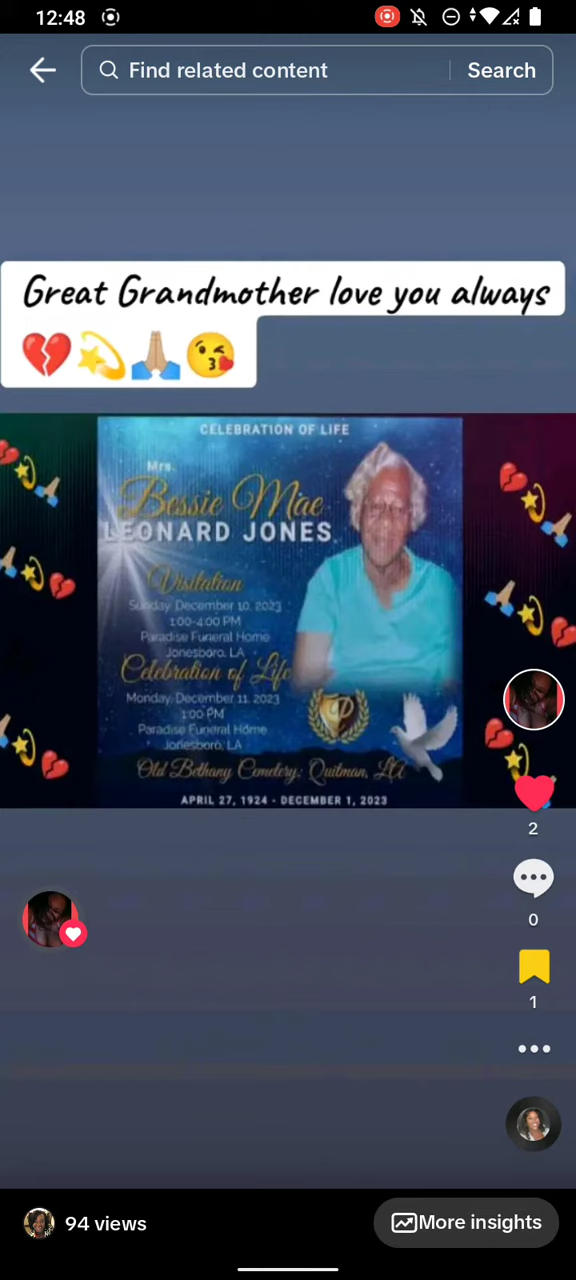 12:48
Find related content
Search
Great Grandmother love you always
💔💫🙏🏼😘
CELEBRATION OF LIFE
Mrs.
Bessie Mae
LEONARD JONES
Visitation
Sunday December 10, 2023
1:00-4:00 PM
Paradise Funeral Home
Jonesboro, LA
Celebration of Life
Monday December 11, 2023
1:00 PM
Paradise Funeral Home
Jonesboro, LA
P
Old Bethany Cemetery: Quitman, LA
APRIL 27, 1924 - DECEMBER 1, 2023
2
0
1
94 views
More insights